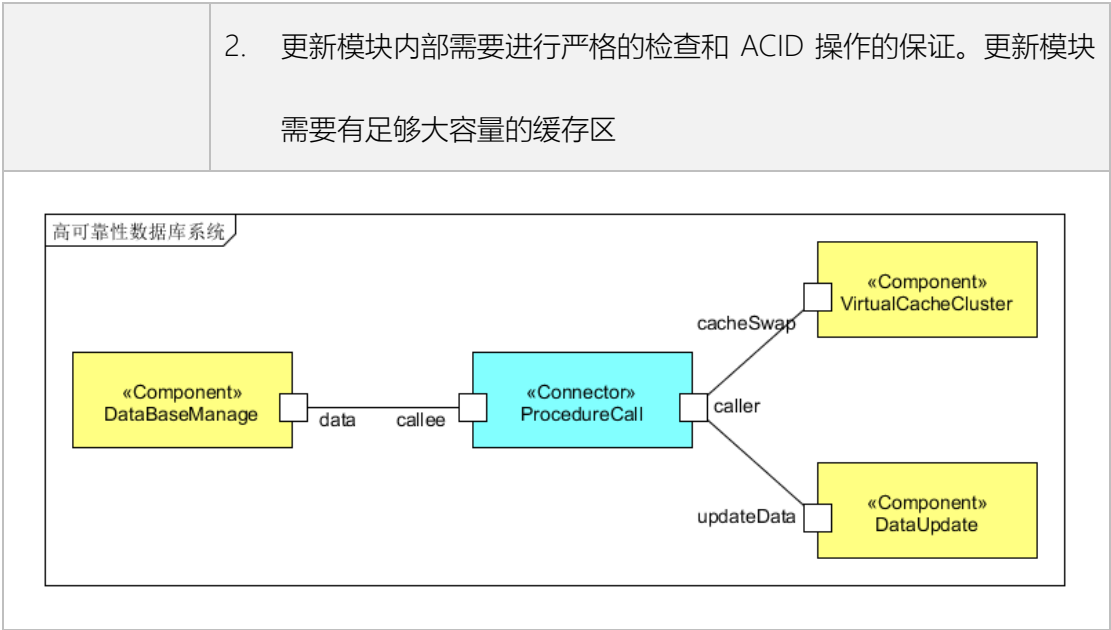 2. 更新模块内部需要进行严格的检查和 ACID 操作的保证。更新模块
需要有足够大容量的缓存区
高可靠性数据库系统
«Component»
VirtualCacheCluster
cacheSwap
«Component»
DataBaseManage
data
callee
«Connector»
ProcedureCall
caller
updateData
«Component»
DataUpdate